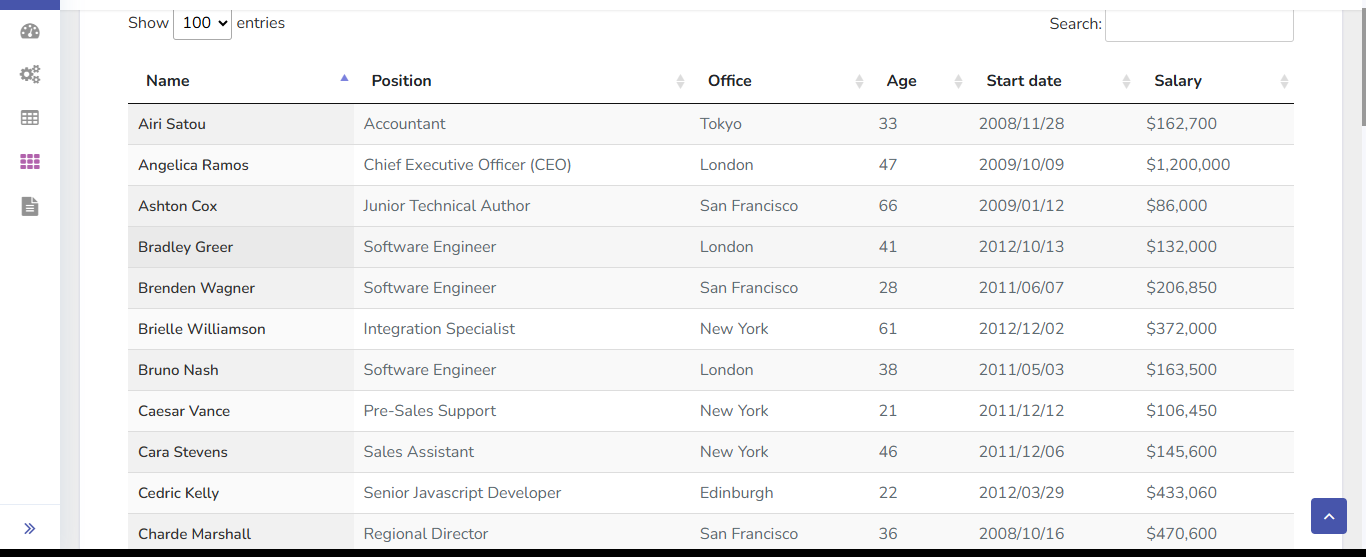 Show 100 entries Search:
Name Position Office Age Start date Salary
Airi Satou Accountant Tokyo 33 2008/11/28 $162,700
Angelica Ramos Chief Executive Officer (CEO) London 47 2009/10/09 $1,200,000
Ashton Cox Junior Technical Author San Francisco 66 2009/01/12 $86,000
Bradley Greer Software Engineer London 41 2012/10/13 $132,000
Brenden Wagner Software Engineer San Francisco 28 2011/06/07 $206,850
Brielle Williamson Integration Specialist New York 61 2012/12/02 $372,000
Bruno Nash Software Engineer London 38 2011/05/03 $163,500
Caesar Vance Pre-Sales Support New York 21 2011/12/12 $106,450
Cara Stevens Sales Assistant New York 46 2011/12/06 $145,600
Cedric Kelly Senior Javascript Developer Edinburgh 22 2012/03/29 $433,060
Charde Marshall Regional Director San Francisco 36 2008/10/16 $470,600